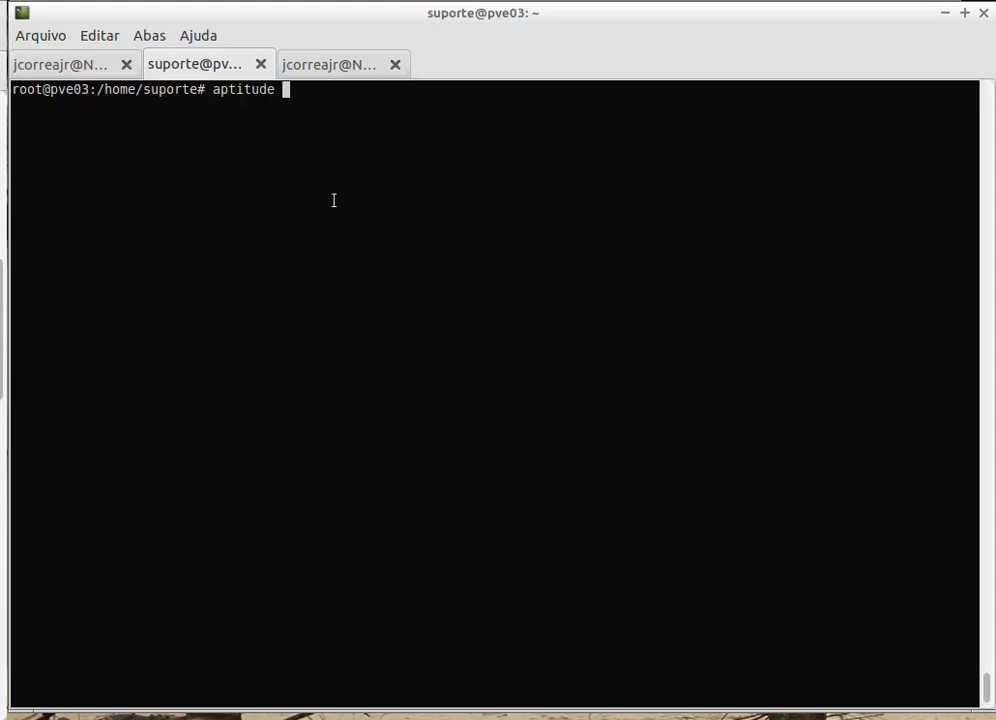 suporte@pve03: ~
Arquivo Editar Abas Ajuda
jcorreajr@N... suporte@pv... jcorreajr@N...
root@pve03:/home/suporte# aptitude